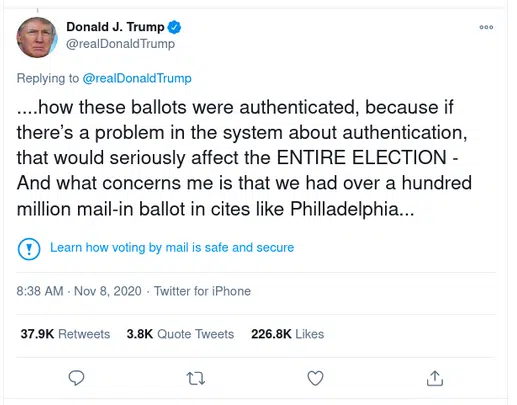 Donald J. Trump
@realDonaldTrump
Replying to @realDonaldTrump
....how these ballots were authenticated, because if
there's a problem in the system about authentication,
that would seriously affect the ENTIRE ELECTION -
And what concerns me is that we had over a hundred
million mail-in ballot in cites like Philladelphia...
Learn how voting by mail is safe and secure
8:38 AM · Nov 8, 2020 · Twitter for iPhone
37.9K Retweets 3.8K Quote Tweets 226.8K Likes